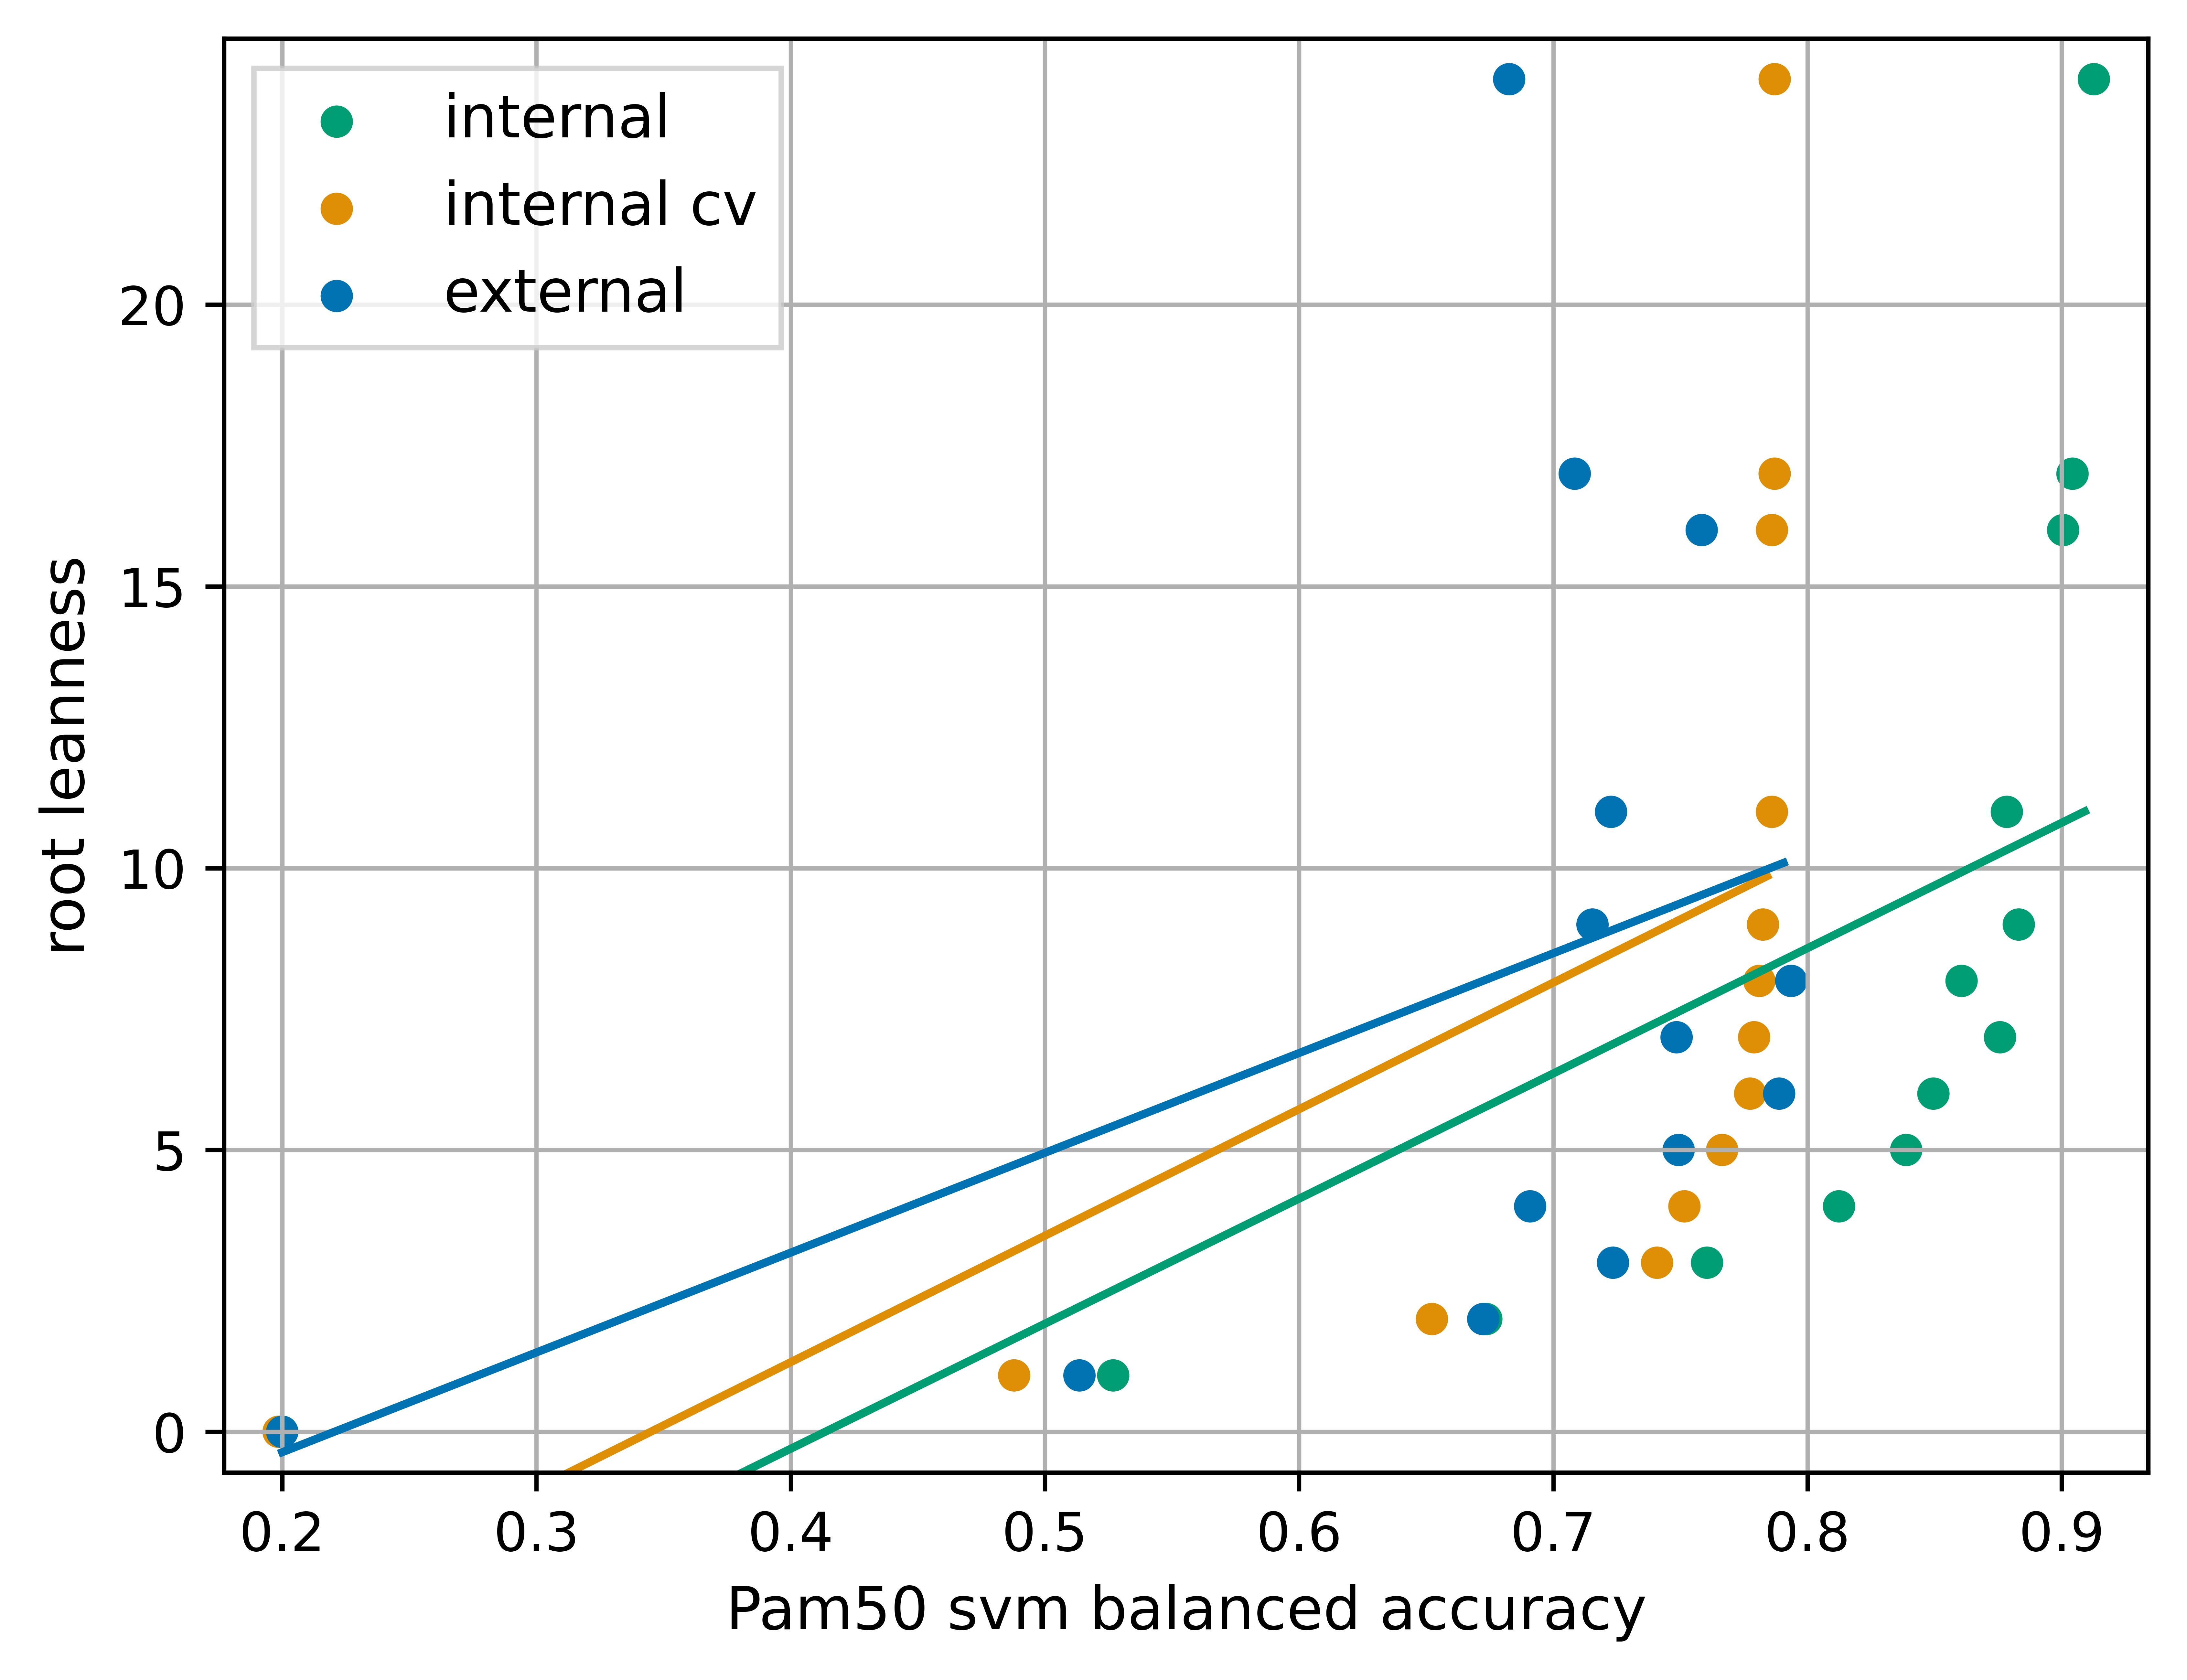 internal
internal cv
external
root leanness
20
15
10
5
0
0.2 0.3 0.4 0.5 0.6 0.7 0.8 0.9
Pam50 svm balanced accuracy